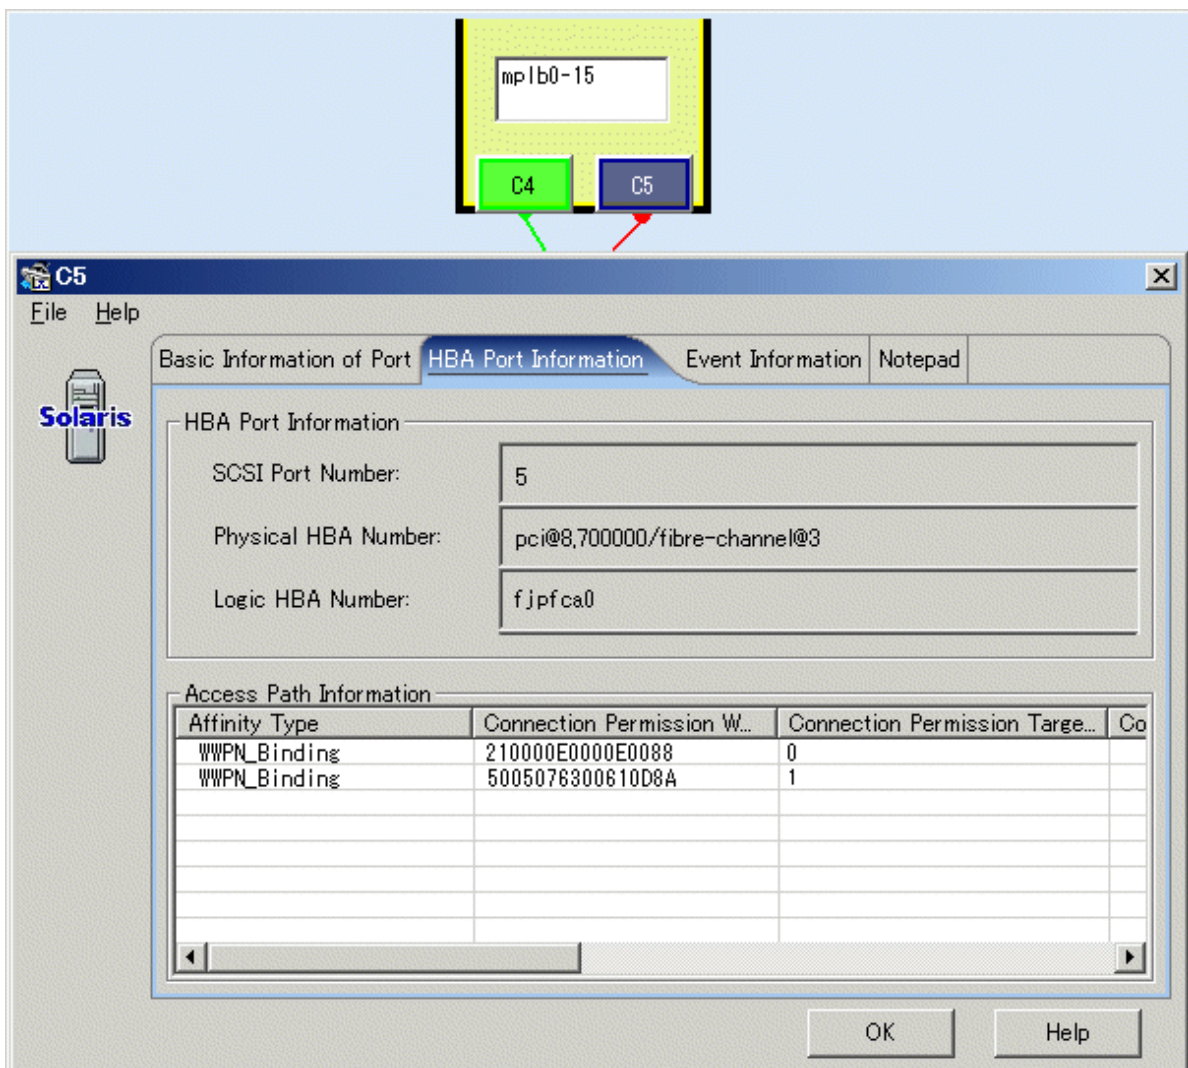 mplb0-15
C4 C5
C5
File Help
Basic Information of Port HBA Port Information Event Information Notepad
Solaris
HBA Port Information
SCSI Port Number: 5
Physical HBA Number: pci@8,700000/fibre-channel@3
Logic HBA Number: fjpfca0
Access Path Information
Affinity Type Connection Permission W... Connection Permission Targe... Co
WWPN_Binding 210000E0000E0088 0
WWPN_Binding 5005076300610D8A 1
OK Help